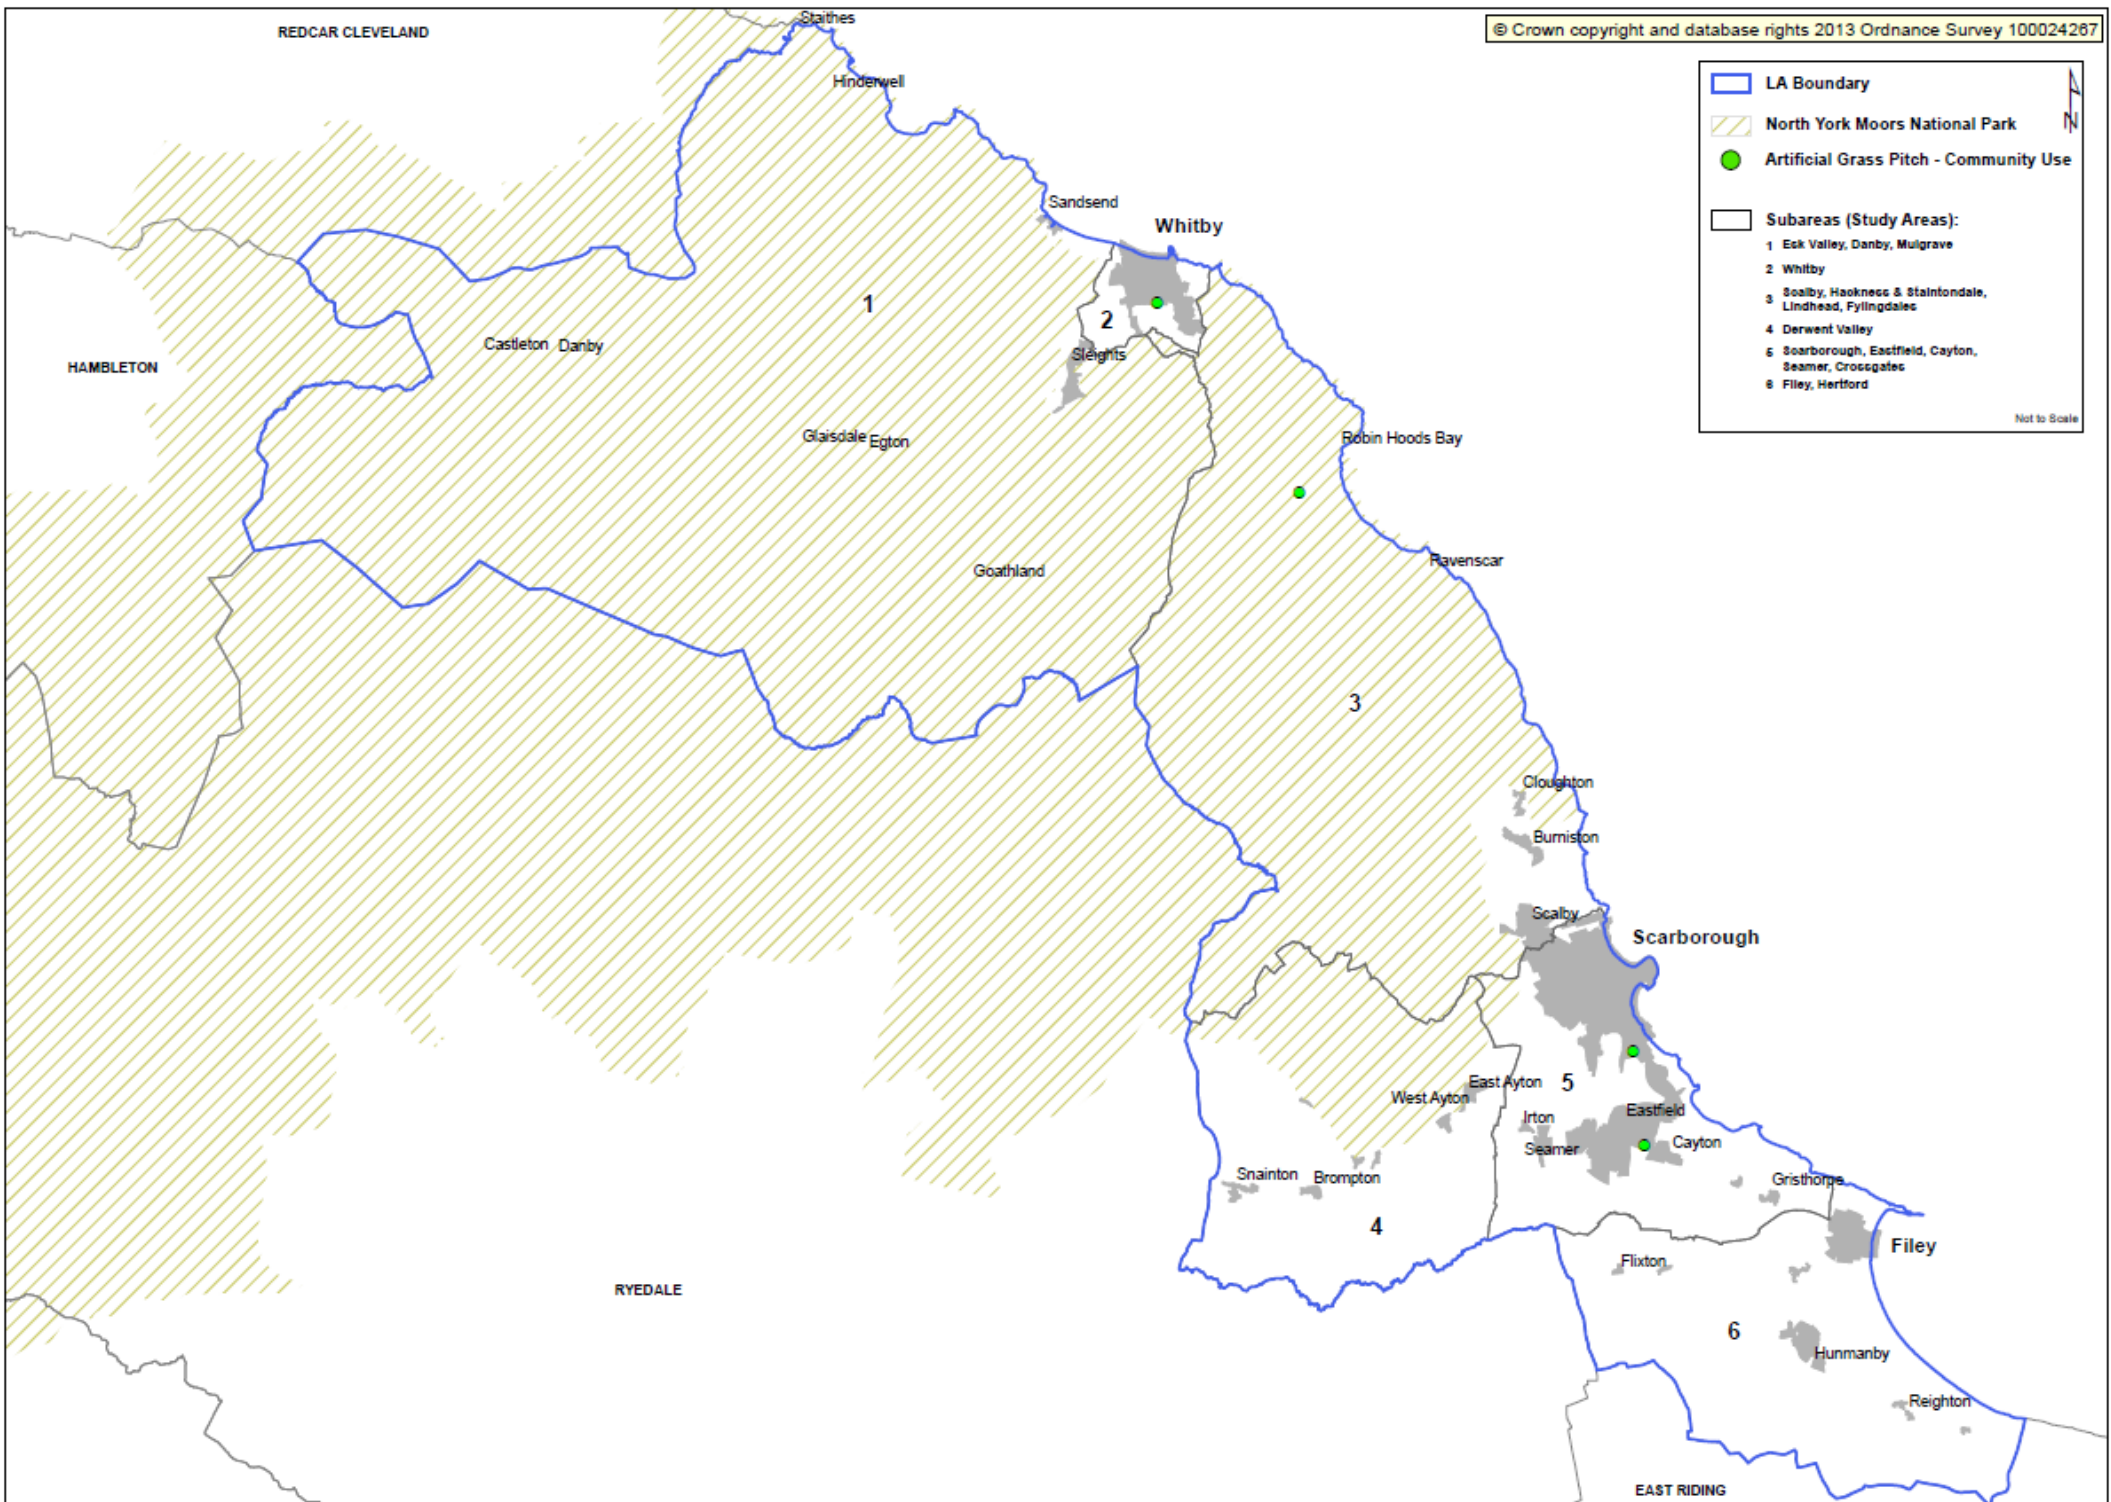 Staithes
REDCAR CLEVELAND
© Crown copyright and database rights 2013 Ordnance Survey 100024267
Hinderwell
LA Boundary
North York Moors National Park
N
Artificial Grass Pitch - Community Use
Subareas (Study Areas):
1 Esk Valley, Danby, Mulgrave
2 Whitby
3 Scalby, Hackness & Staintondale,
Lindhead, Fylingdales
4 Derwent Valley
5 Scarborough, Eastfield, Cayton,
Seamer, Crossgates
6 Filey, Hertford
Not to Scale
Sandsend
Whitby
1
2
Castleton Danby
Sleights
HAMBLETON
Glaisdale Egton
Robin Hoods Bay
Ravenscar
Goathland
3
Cloughton
Burniston
Scalby
Scarborough
East Ayton
5
West Ayton
Eastfield
Irton
Seamer
Cayton
Snainton
Brompton
Gristhorpe
4
Filey
Flixton
RYEDALE
6
Hunmanby
Reighton
EAST RIDING